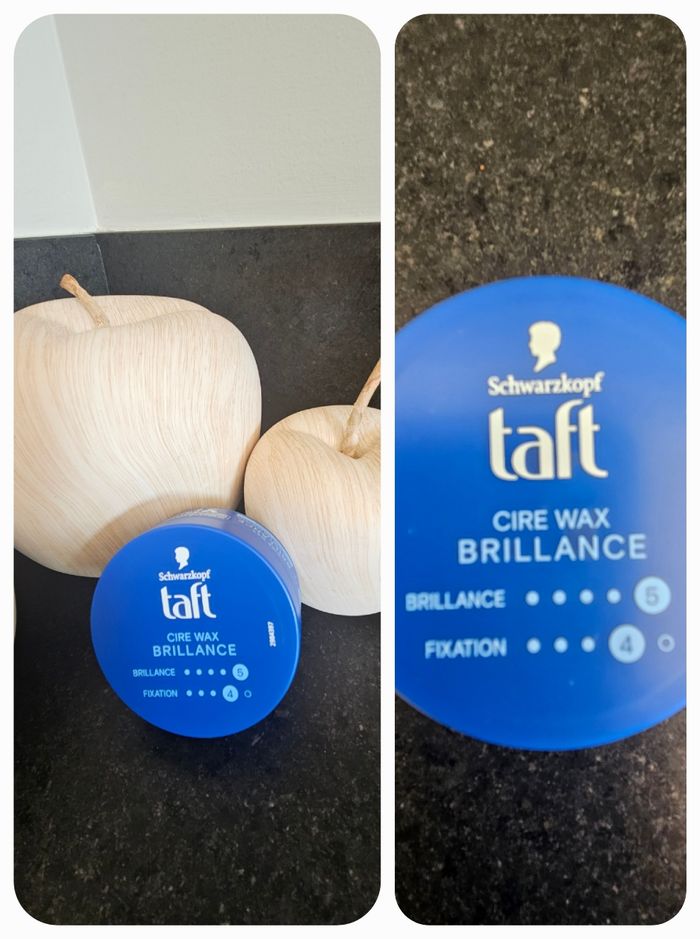 Schwarzkopf
taft
CIRE WAX
BRILLANCE
BRILLANCE 5
FIXATION 4
Schwarzkopf
taft
CIRE WAX
BRILLANCE
BRILLANCE 5
FIXATION 4